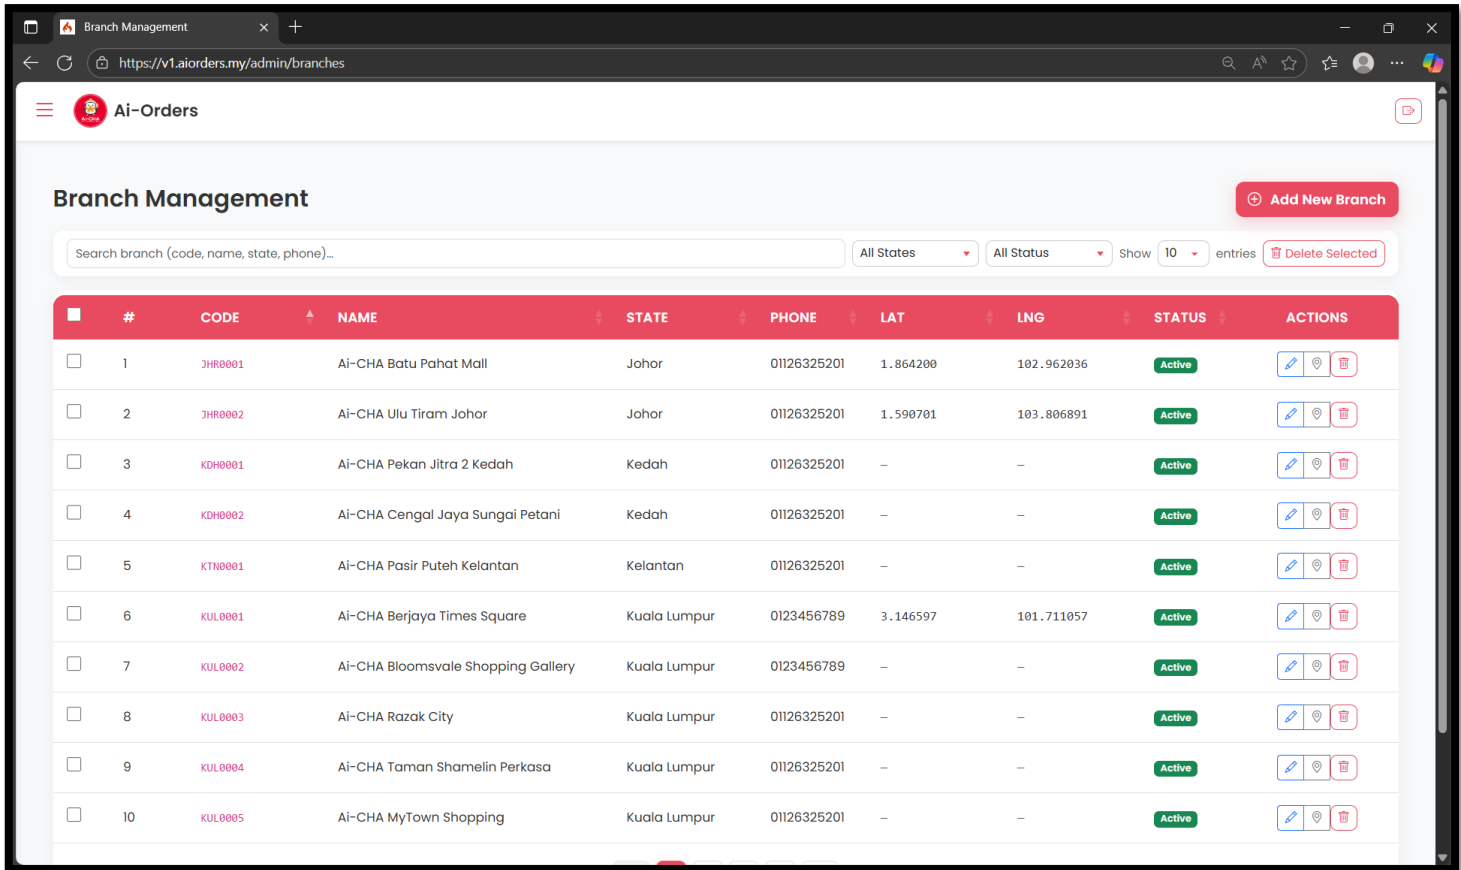 Branch Management
https://v1.aiorders.my/admin/branches
Ai-CHA
Ai-Orders
Branch Management
Add New Branch
Search branch (code, name, state, phone)...
All States
All Status
Show 10 entries
Delete Selected
# CODE NAME STATE PHONE LAT LNG STATUS ACTIONS
1 JHR0001 Ai-CHA Batu Pahat Mall Johor 01126325201 1.864200 102.962036 Active
2 JHR0002 Ai-CHA Ulu Tiram Johor Johor 01126325201 1.590701 103.806891 Active
3 KDH0001 Ai-CHA Pekan Jitra 2 Kedah Kedah 01126325201 – – Active
4 KDH0002 Ai-CHA Cengal Jaya Sungai Petani Kedah 01126325201 – – Active
5 KTN0001 Ai-CHA Pasir Puteh Kelantan Kelantan 01126325201 – – Active
6 KUL0001 Ai-CHA Berjaya Times Square Kuala Lumpur 0123456789 3.146597 101.711057 Active
7 KUL0002 Ai-CHA Bloomsvale Shopping Gallery Kuala Lumpur 0123456789 – – Active
8 KUL0003 Ai-CHA Razak City Kuala Lumpur 01126325201 – – Active
9 KUL0004 Ai-CHA Taman Shamelin Perkasa Kuala Lumpur 01126325201 – – Active
10 KUL0005 Ai-CHA MyTown Shopping Kuala Lumpur 01126325201 – – Active